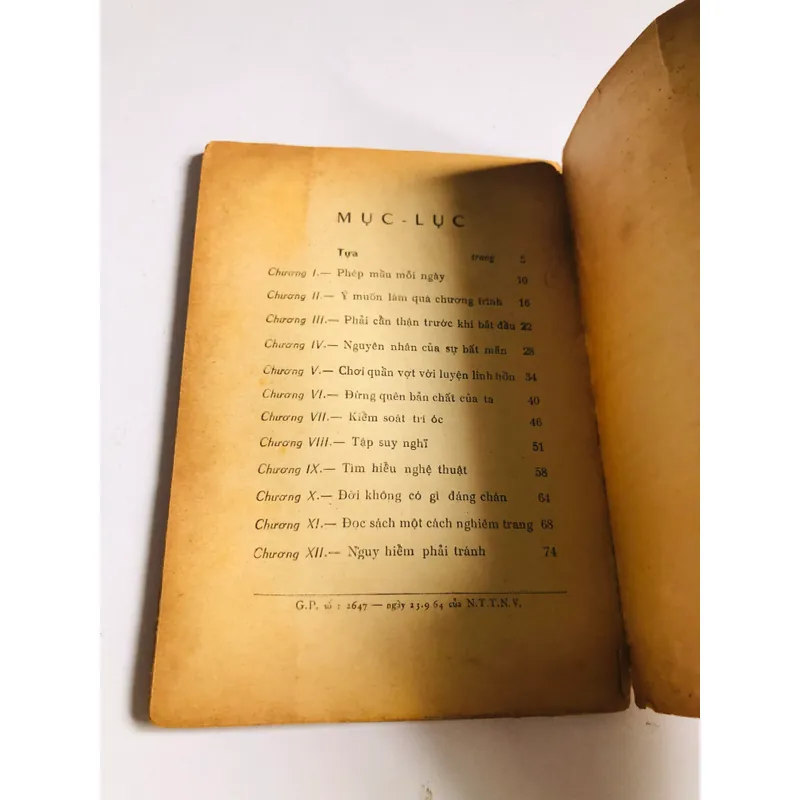 MỤC - LỤC
Tựa trang 5
Chương I.— Phép mầu mỗi ngày 10
Chương II.— Ý muốn làm quá chương trình 16
Chương III.— Phải cẩn thận trước khi bắt đầu 22
Chương IV.— Nguyên nhân của sự bất mãn 28
Chương V.— Chơi quần vợt với luyện linh hồn 34
Chương VI.— Đừng quên bản chất của ta 40
Chương VII.— Kiểm soát trí óc 46
Chương VIII.— Tập suy nghĩ 51
Chương IX.— Tìm hiểu nghệ thuật 58
Chương X.— Đời không có gì đáng chán 64
Chương XI.— Đọc sách một cách nghiêm trang 68
Chương XII.— Nguy hiểm phải tránh 74
G.P. số : 2647 — ngày 23.9 64 của N.T.T.N.V.